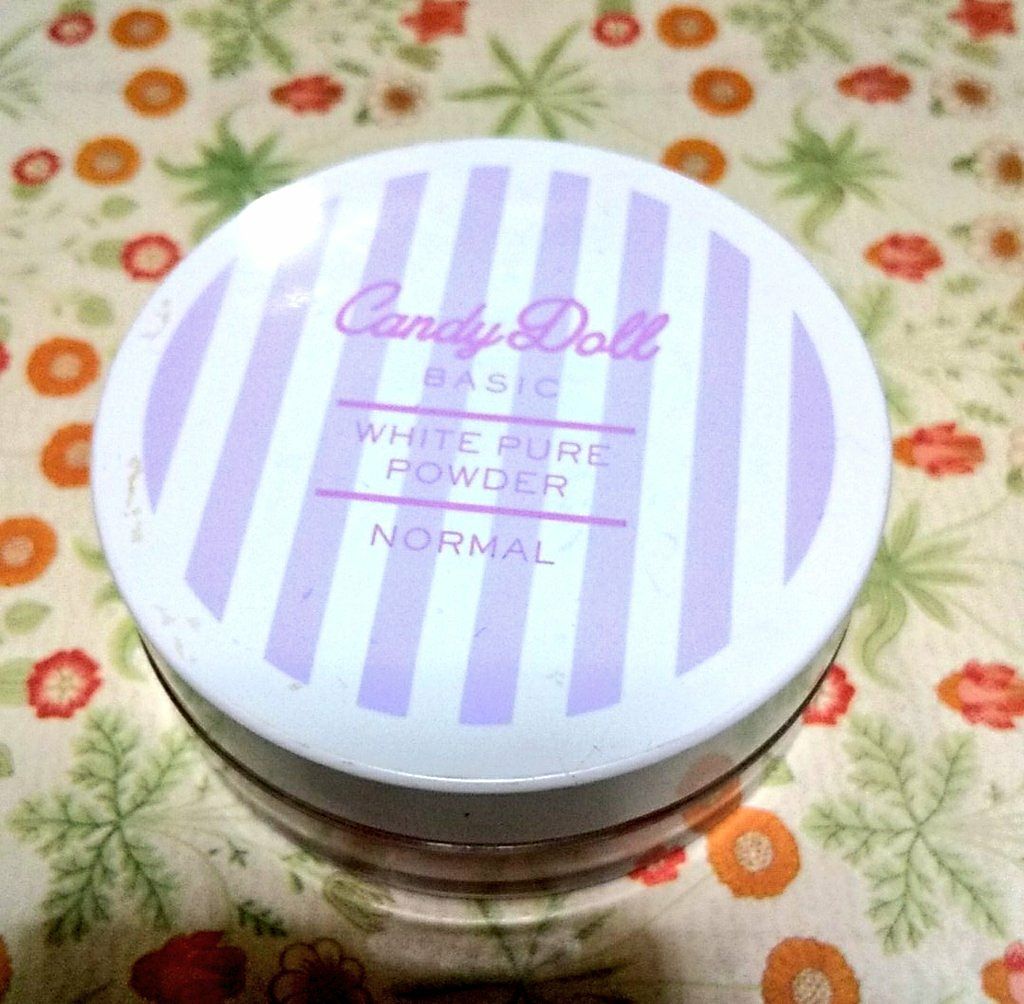 Candy Doll
BASIC
WHITE PURE
POWDER
NORMAL